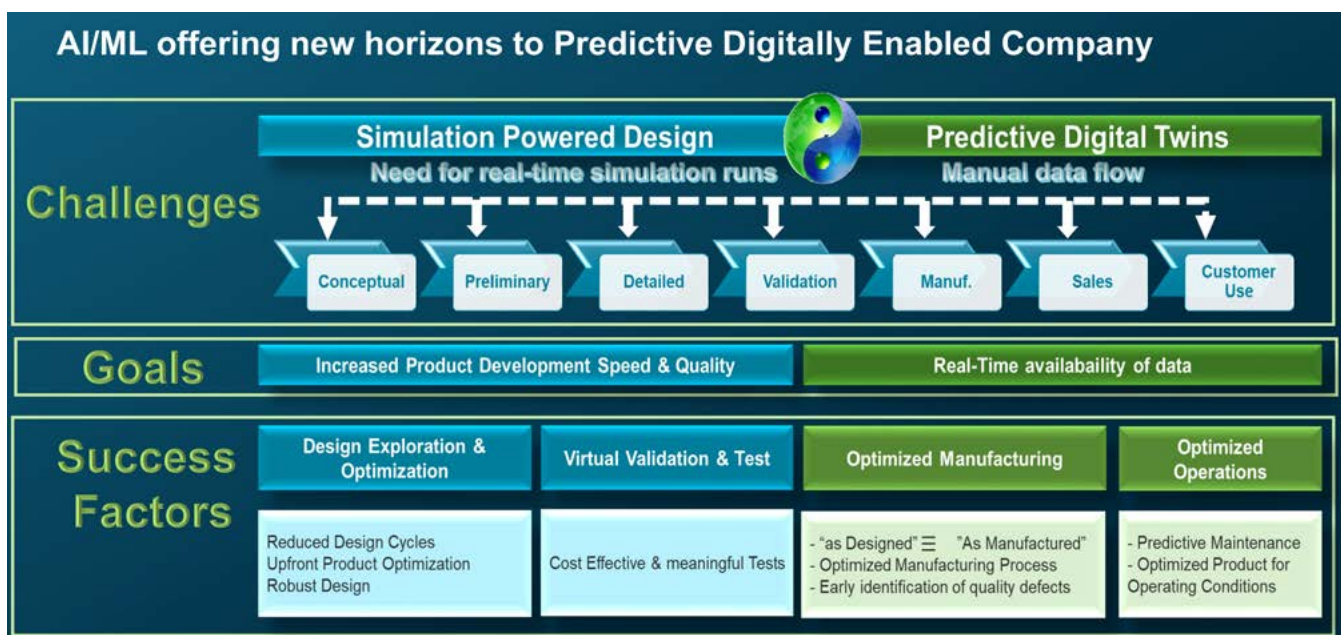 AI/ML offering new horizons to Predictive Digitally Enabled Company
Challenges
Simulation Powered Design
Predictive Digital Twins
Need for real-time simulation runs
Manual data flow
Conceptual
Preliminary
Detailed
Validation
Manuf.
Sales
Customer
Use
Goals
Increased Product Development Speed & Quality
Real-Time availabaility of data
Success
Factors
Design Exploration &
Optimization
Virtual Validation & Test
Optimized Manufacturing
Optimized
Operations
Reduced Design Cycles
Upfront Product Optimization
Robust Design
Cost Effective & meaningful Tests
- “as Designed” ☰ ”As Manufactured”
- Optimized Manufacturing Process
- Early identification of quality defects
- Predictive Maintenance
- Optimized Product for
Operating Conditions